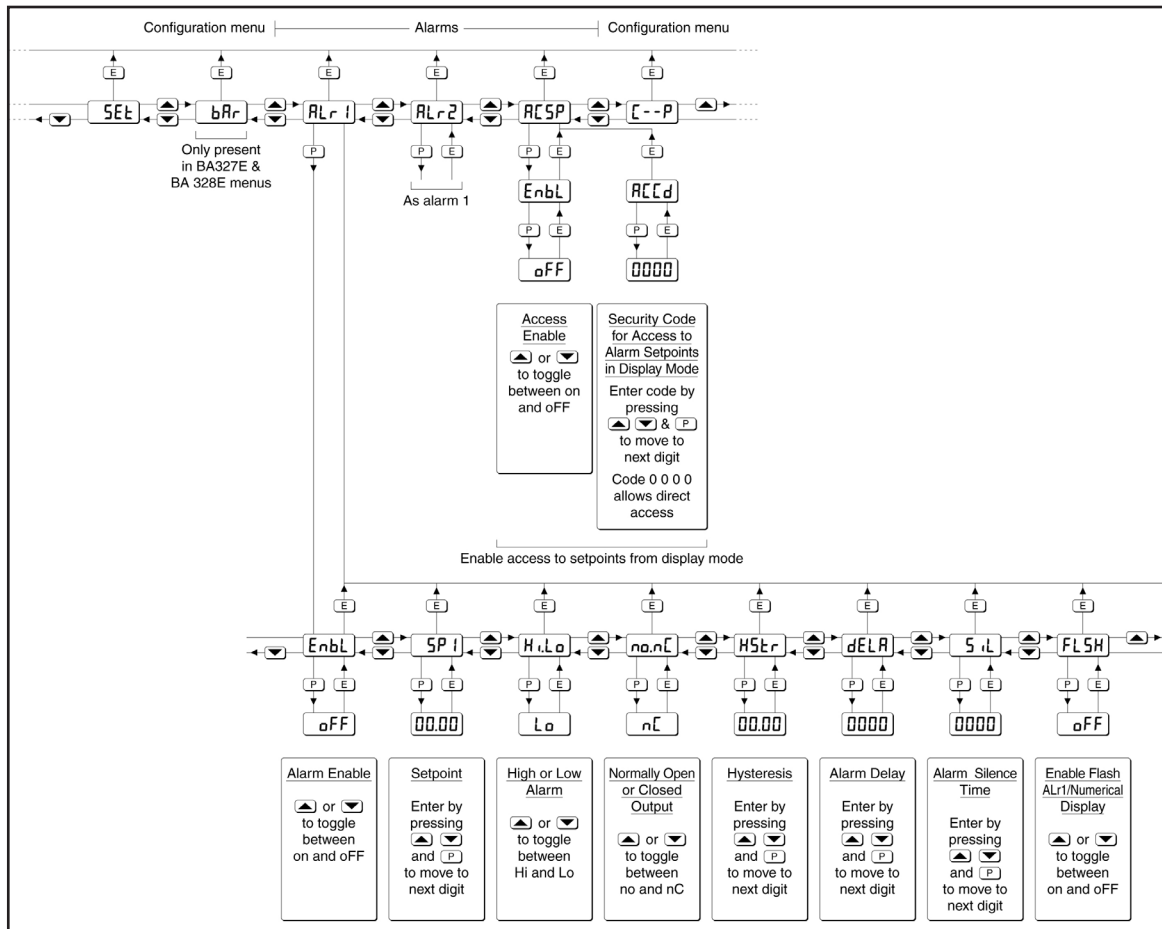 Configuration menu
Alarms
Configuration menu
E E E E E
SEt bAr ALr1 ALr2 ACSP C--P
P P E P E E
Only present
in BA327E &
BA 328E menus
As alarm 1
EnbL ACCd
P E P E
oFF 0000
Access
Enable
or
to toggle
between on
and oFF
Security Code
for Access to
Alarm Setpoints
in Display Mode
Enter code by
pressing
& P
to move to
next digit
Code 0 0 0 0
allows direct
access
Enable access to setpoints from display mode
E E E E E E E E
EnbL SP1 Hi.Lo no.nC HStr dELA SiL FLSH
P E P E P E P E P E P E P E P E
oFF 00.00 Lo nC 00.00 0000 0000 oFF
Alarm Enable
or
to toggle
between
on and oFF
Setpoint
Enter by
pressing
and P
to move to
next digit
High or Low
Alarm
or
to toggle
between
Hi and Lo
Normally Open
or Closed
Output
or
to toggle
between
no and nC
Hysteresis
Enter by
pressing
and P
to move to
next digit
Alarm Delay
Enter by
pressing
and P
to move to
next digit
Alarm Silence
Time
Enter by
pressing
and P
to move to
next digit
Enable Flash
ALr1/Numerical
Display
or
to toggle
between
on and oFF